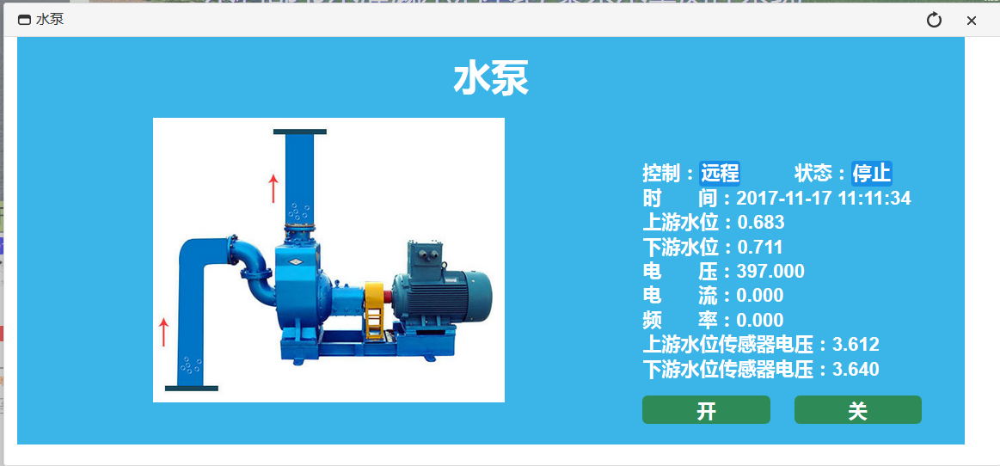 水泵
水泵
控制：远程 状态：停止
时 间：2017-11-17 11:11:34
上游水位：0.683
下游水位：0.711
电 压：397.000
电 流：0.000
频 率：0.000
上游水位传感器电压：3.612
下游水位传感器电压：3.640
开 关